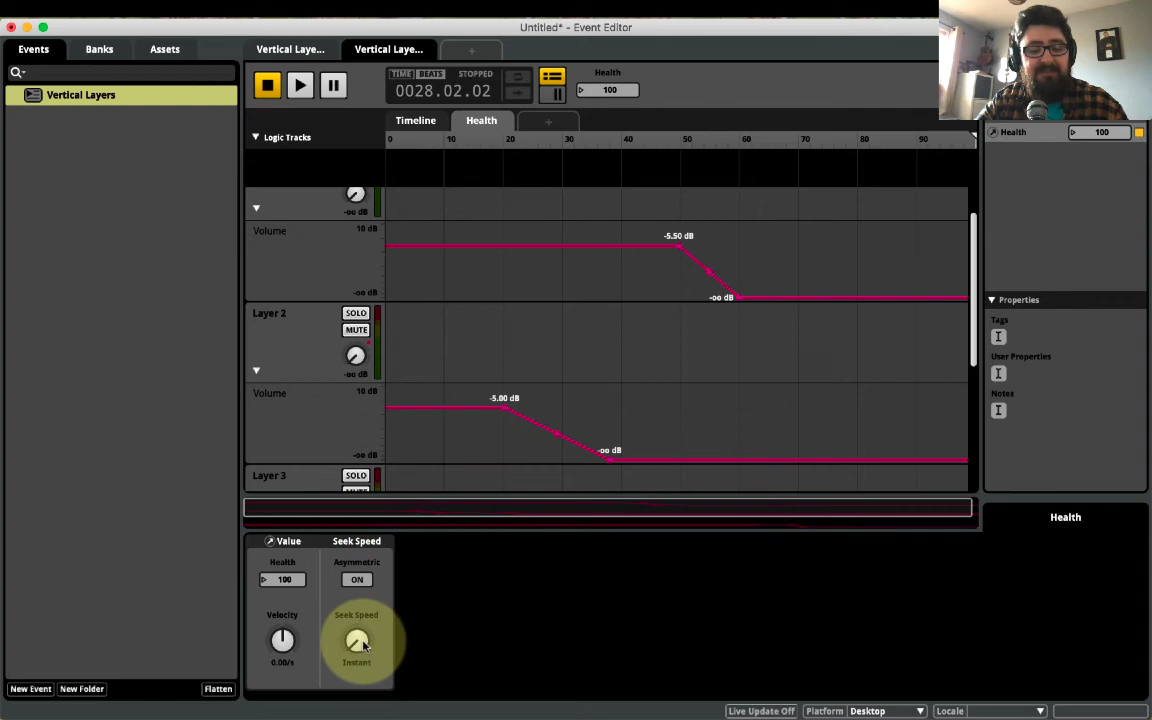 Untitled* - Event Editor
Events
Banks
Assets
Vertical Laye...
Vertical Laye...
+
Vertical Layers
TIME
BEATS
STOPPED
0028.02.02
Health
100
Timeline
Health
+
Logic Tracks
0
10
20
30
40
50
60
70
80
90
-oo dB
Volume
10 dB
-oo dB
-5.50 dB
-oo dB
Layer 2
SOLO
MUTE
-oo dB
Volume
10 dB
-oo dB
-5.00 dB
-oo dB
Layer 3
SOLO
Health
100
Properties
Tags
User Properties
Notes
Health
Value
Seek Speed
Health
100
Asymmetric
ON
Velocity
0.00/s
Seek Speed
Instant
New Event
New Folder
Flatten
Live Update Off
Platform
Desktop
Locale